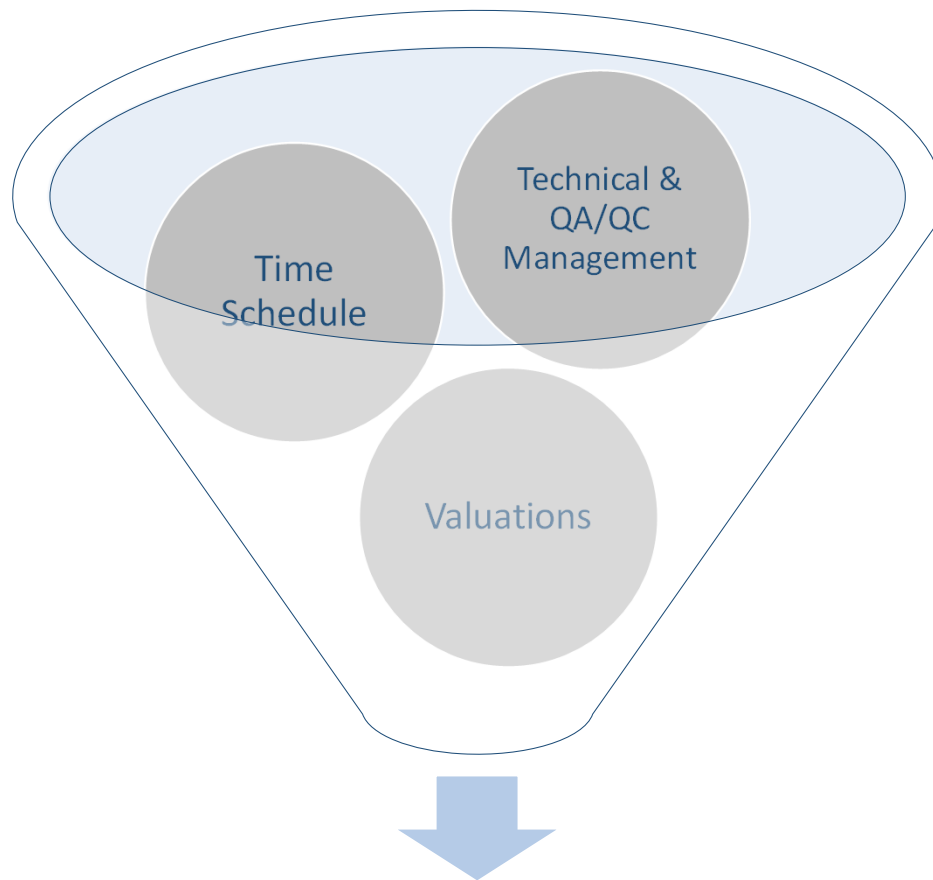 Technical &
QA/QC
Management
Time
Schedule
Valuations